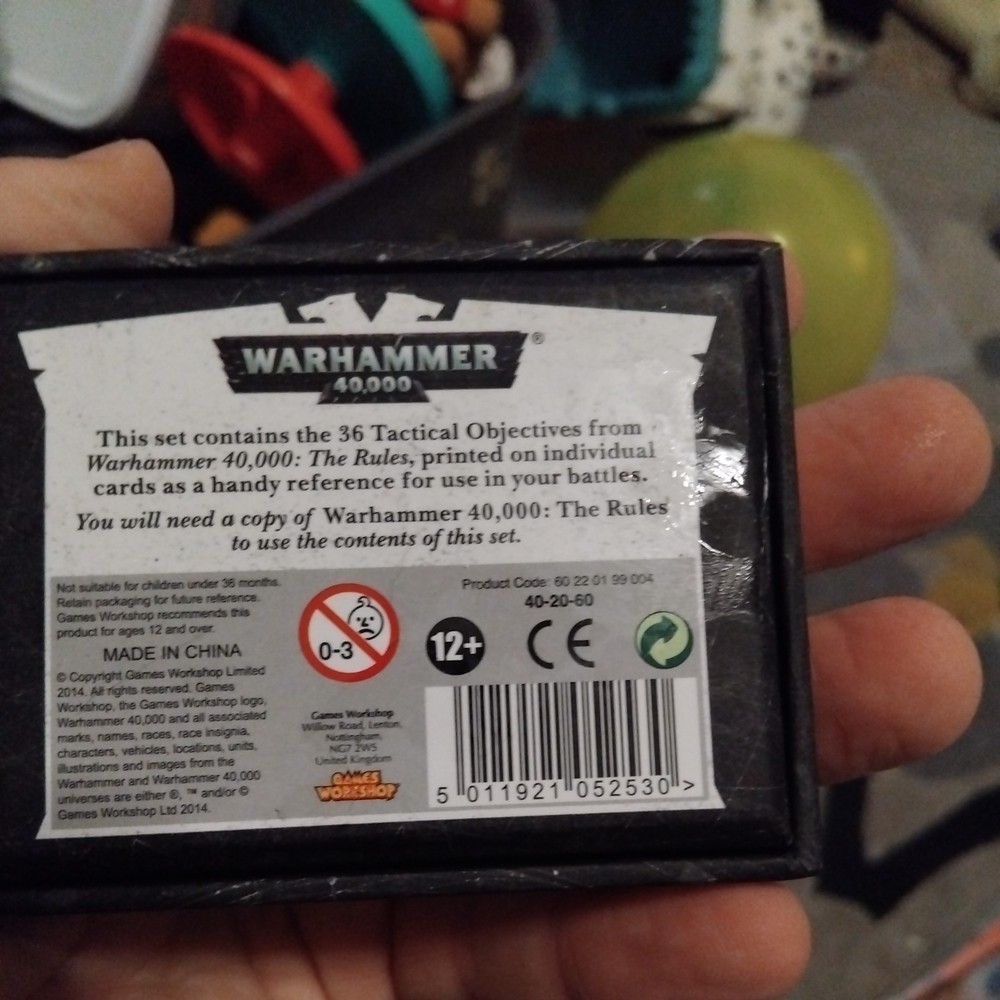 WARHAMMER ®
40,000
This set contains the 36 Tactical Objectives from
Warhammer 40,000: The Rules, printed on individual
cards as a handy reference for use in your battles.
You will need a copy of Warhammer 40,000: The Rules
to use the contents of this set.
Not suitable for children under 36 months.
Retain packaging for future reference.
Games Workshop recommends this
product for ages 12 and over.
MADE IN CHINA
© Copyright Games Workshop Limited
2014. All rights reserved. Games
Workshop, the Games Workshop logo,
Warhammer 40,000 and all associated
marks, names, races, race insignia,
characters, vehicles, locations, units,
illustrations and images from the
Warhammer and Warhammer 40,000
universes are either ®, ™ and/or ©
Games Workshop Ltd 2014.
0-3
Games Workshop
Willow Road, Lenton,
Nottingham,
NG7 2WS
United Kingdom
GAMES
WORKSHOP
Product Code: 60 22 01 99 004
40-20-60
12+
CE
5 011921 052530 >